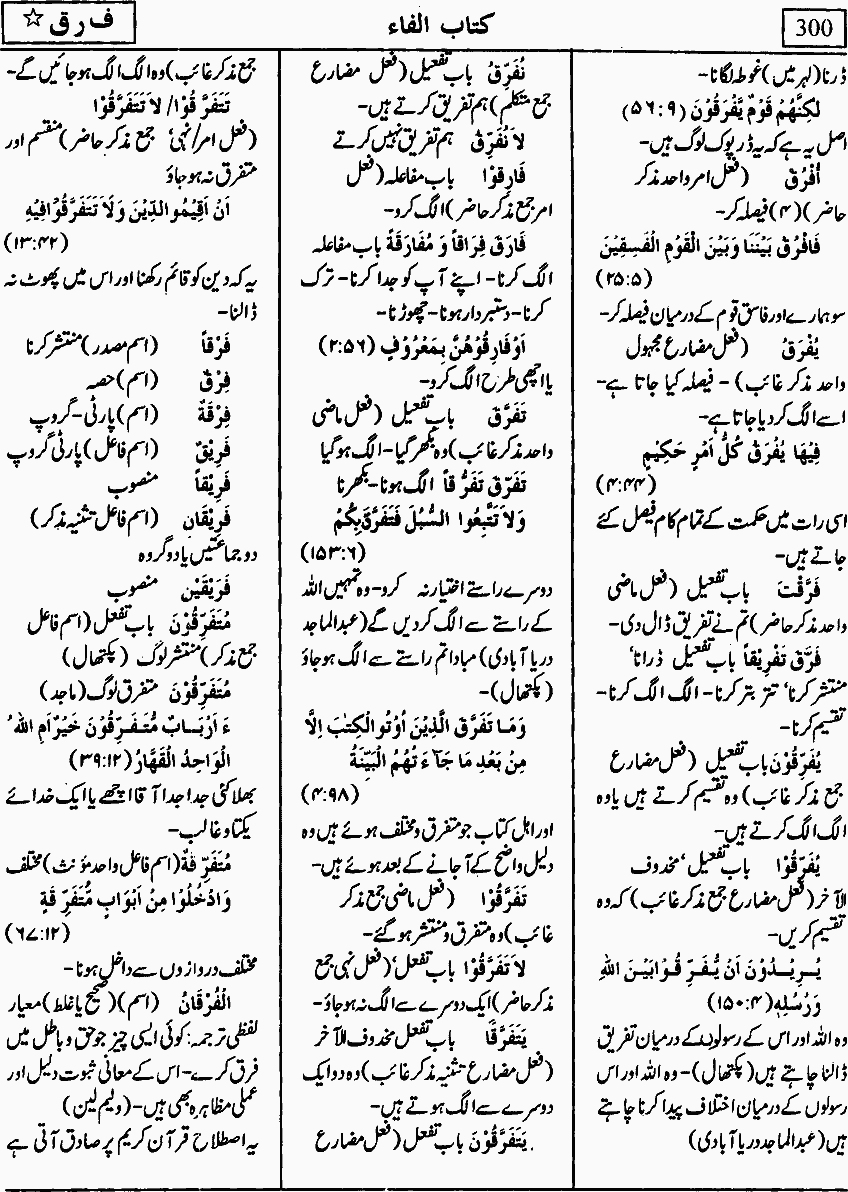 300
کتاب الفاء
ف ر ق ☆
ڈرنا (لہر میں) غوطہ لگانا-
لٰکِنَّهُمْ قَوْمٌ يَّفْرَقُوْنَ (۵۶:۹)
اصل یہ ہے کہ یہ ڈرپوک لوگ ہیں-
اُفْرُقْ (فعل امر واحد مذکر
حاضر) (۴) فیصلہ کر-
فَافْرُقْ بَيْنَنَا وَبَيْنَ الْقَوْمِ الْفٰسِقِيْنَ
(۲۵:۵)
سو ہمارے اور فاسق قوم کے درمیان فیصلہ کر-
يُفْرَقُ (فعل مضارع مجہول
واحد مذکر غائب) - فیصلہ کیا جاتا ہے-
اسے الگ کر دیا جاتا ہے-
فِيْهَا يُفْرَقُ كُلُّ اَمْرٍ حَكِيْمٍ
(۴:۴۴)
اسی رات میں حکمت کے تمام کام فیصل کئے
جاتے ہیں-
فَرَّقْتَ باب تفعیل (فعل ماضی
واحد مذکر حاضر) تم نے تفریق ڈال دی-
فَرَّقَ تَفْرِيْقاً باب تفعیل ڈرانا'
منتشر کرنا' تتر بتر کرنا- الگ الگ کرنا-
تقسیم کرنا-
يُفَرِّقُوْنَ باب تفعیل (فعل مضارع
جمع مذکر غائب) وہ تقسیم کرتے ہیں یا وہ
الگ الگ کرتے ہیں-
يُفَرِّقُوْا باب تفعیل' محذوف
الآخر (فعل مضارع جمع مذکر غائب) کہ وہ
تقسیم کریں-
يُرِيْدُوْنَ اَنْ يُّفَرِّقُوْابَيْنَ اللّٰهِ
وَرُسُلِهٖ (۱۵۰:۴)
وہ اللہ اور اس کے رسولوں کے درمیان تفریق
ڈالنا چاہتے ہیں (پکتھال)- وہ اللہ اور اس
رسولوں کے درمیان اختلاف پیدا کرنا چاہتے
ہیں (عبدالماجد دریا آبادی)
نُفَرِّقُ باب تفعیل (فعل مضارع
جمع متکلم) ہم تفریق کرتے ہیں-
لَا نُفَرِّقُ ہم تفریق نہیں کرتے
فَارِقُوْا باب مفاعلہ (فعل
امر جمع مذکر حاضر) الگ کرو-
فَارَقَ فِرَاقاً وَ مُفَارَقَةً باب مفاعلہ
الگ کرنا- اپنے آپ کو جدا کرنا- ترک
کرنا- دستبردار ہونا- چھوڑنا-
اَوْفَارِقُوْهُنَّ بِمَعْرُوْفٍ (۲:۵۶)
یا اچھی طرح الگ کرو-
تَفَرَّقَ باب تفعیل (فعل ماضی
واحد مذکر غائب) وہ بکھر گیا- الگ ہو گیا
تَفَرَّقَ تَفَرُّقاً الگ ہونا- بکھرنا
وَلَا تَتَّبِعُوا السُّبُلَ فَتَفَرَّقَ بِكُمْ
(۱۵۳:۶)
دوسرے راستے اختیار نہ کرو- وہ تمہیں اللہ
کے راستے سے الگ کر دیں گے (عبدالماجد
دریا آبادی) مبادا تم راستے سے الگ ہو جاؤ
(پکتھال)-
وَمَا تَفَرَّقَ الَّذِيْنَ اُوْتُو الْكِتٰبَ اِلَّا
مِنْ بَعْدِ مَا جَآءَ تْهُمُ الْبَيِّنَةُ
(۴:۹۸)
اور اہل کتاب جو متفرق و مختلف ہوئے ہیں وہ
دلیل واضح کے آ جانے کے بعد ہوئے ہیں-
تَفَرَّقُوْا (فعل ماضی جمع مذکر
غائب) وہ متفرق و منتشر ہو گئے-
لَا تَفَرَّقُوْا باب تفعل' (فعل نہی جمع
مذکر حاضر) ایک دوسرے سے الگ نہ ہو جاؤ-
يَتَفَرَّقَا باب تفعل محذوف الآخر
(فعل مضارع تثنیہ مذکر غائب) وہ دو ایک
دوسرے سے الگ ہوتے ہیں-
يَتَفَرَّقُوْنَ باب تفعل (فعل مضارع
جمع مذکر غائب) وہ الگ الگ ہو جائیں گے-
تَتَفَرَّقُوْا/ لَا تَتَفَرَّقُوْا
(فعل امر/نہی' جمع مذکر حاضر) منقسم اور
متفرق نہ ہو جاؤ
اَنْ اَقِيْمُو الدِّيْنَ وَلَا تَتَفَرَّقُوْافِيْهِ
(۱۳:۴۲)
یہ کہ دین کو قائم رکھنا اور اس میں پھوٹ نہ
ڈالنا-
فَرْقاً (اسم مصدر) منتشر کرنا
فِرْقٌ (اسم) حصہ
فِرْقَةٌ (اسم) پارٹی- گروپ
فَرِيْقٌ (اسم فاعل) پارٹی گروپ
فَرِيْقاً منصوب
فَرِيْقَانِ (اسم فاعل تثنیہ مذکر)
دو جماعتیں یا دو گروہ
فَرِيْقَيْنِ منصوب
مُتَفَرِّقُوْنَ باب تفعل (اسم فاعل
جمع مذکر) منتشر لوگ (پکتھال)
مُتَفَرِّقُوْنَ متفرق لوگ (ماجد)
ءَ اَرْبَابٌ مُّتَفَرِّقُوْنَ خَيْرٌ اَمِ اللّٰهُ
الْوَاحِدُ الْقَهَّارُ (۳۹:۱۲)
بھلا کئی جدا جدا آقا اچھے یا ایک خدائے
یکتا و غالب-
مُتَفَرِّقَةٌ (اسم فاعل واحد مؤنث) مختلف
وَادْخُلُوْا مِنْ اَبْوَابٍ مُّتَفَرِّقَةٍ
(۶۷:۱۲)
مختلف دروازوں سے داخل ہونا-
الْفُرْقَانُ (اسم) (صحیح یا غلط) معیار
لفظی ترجمہ: کوئی ایسی چیز جو حق و باطل میں
فرق کرے- اس کے معانی ثبوت دلیل اور
عملی مظاہرہ بھی ہیں- (ولیم لین)
یہ اصطلاح قرآن کریم پر صادق آتی ہے